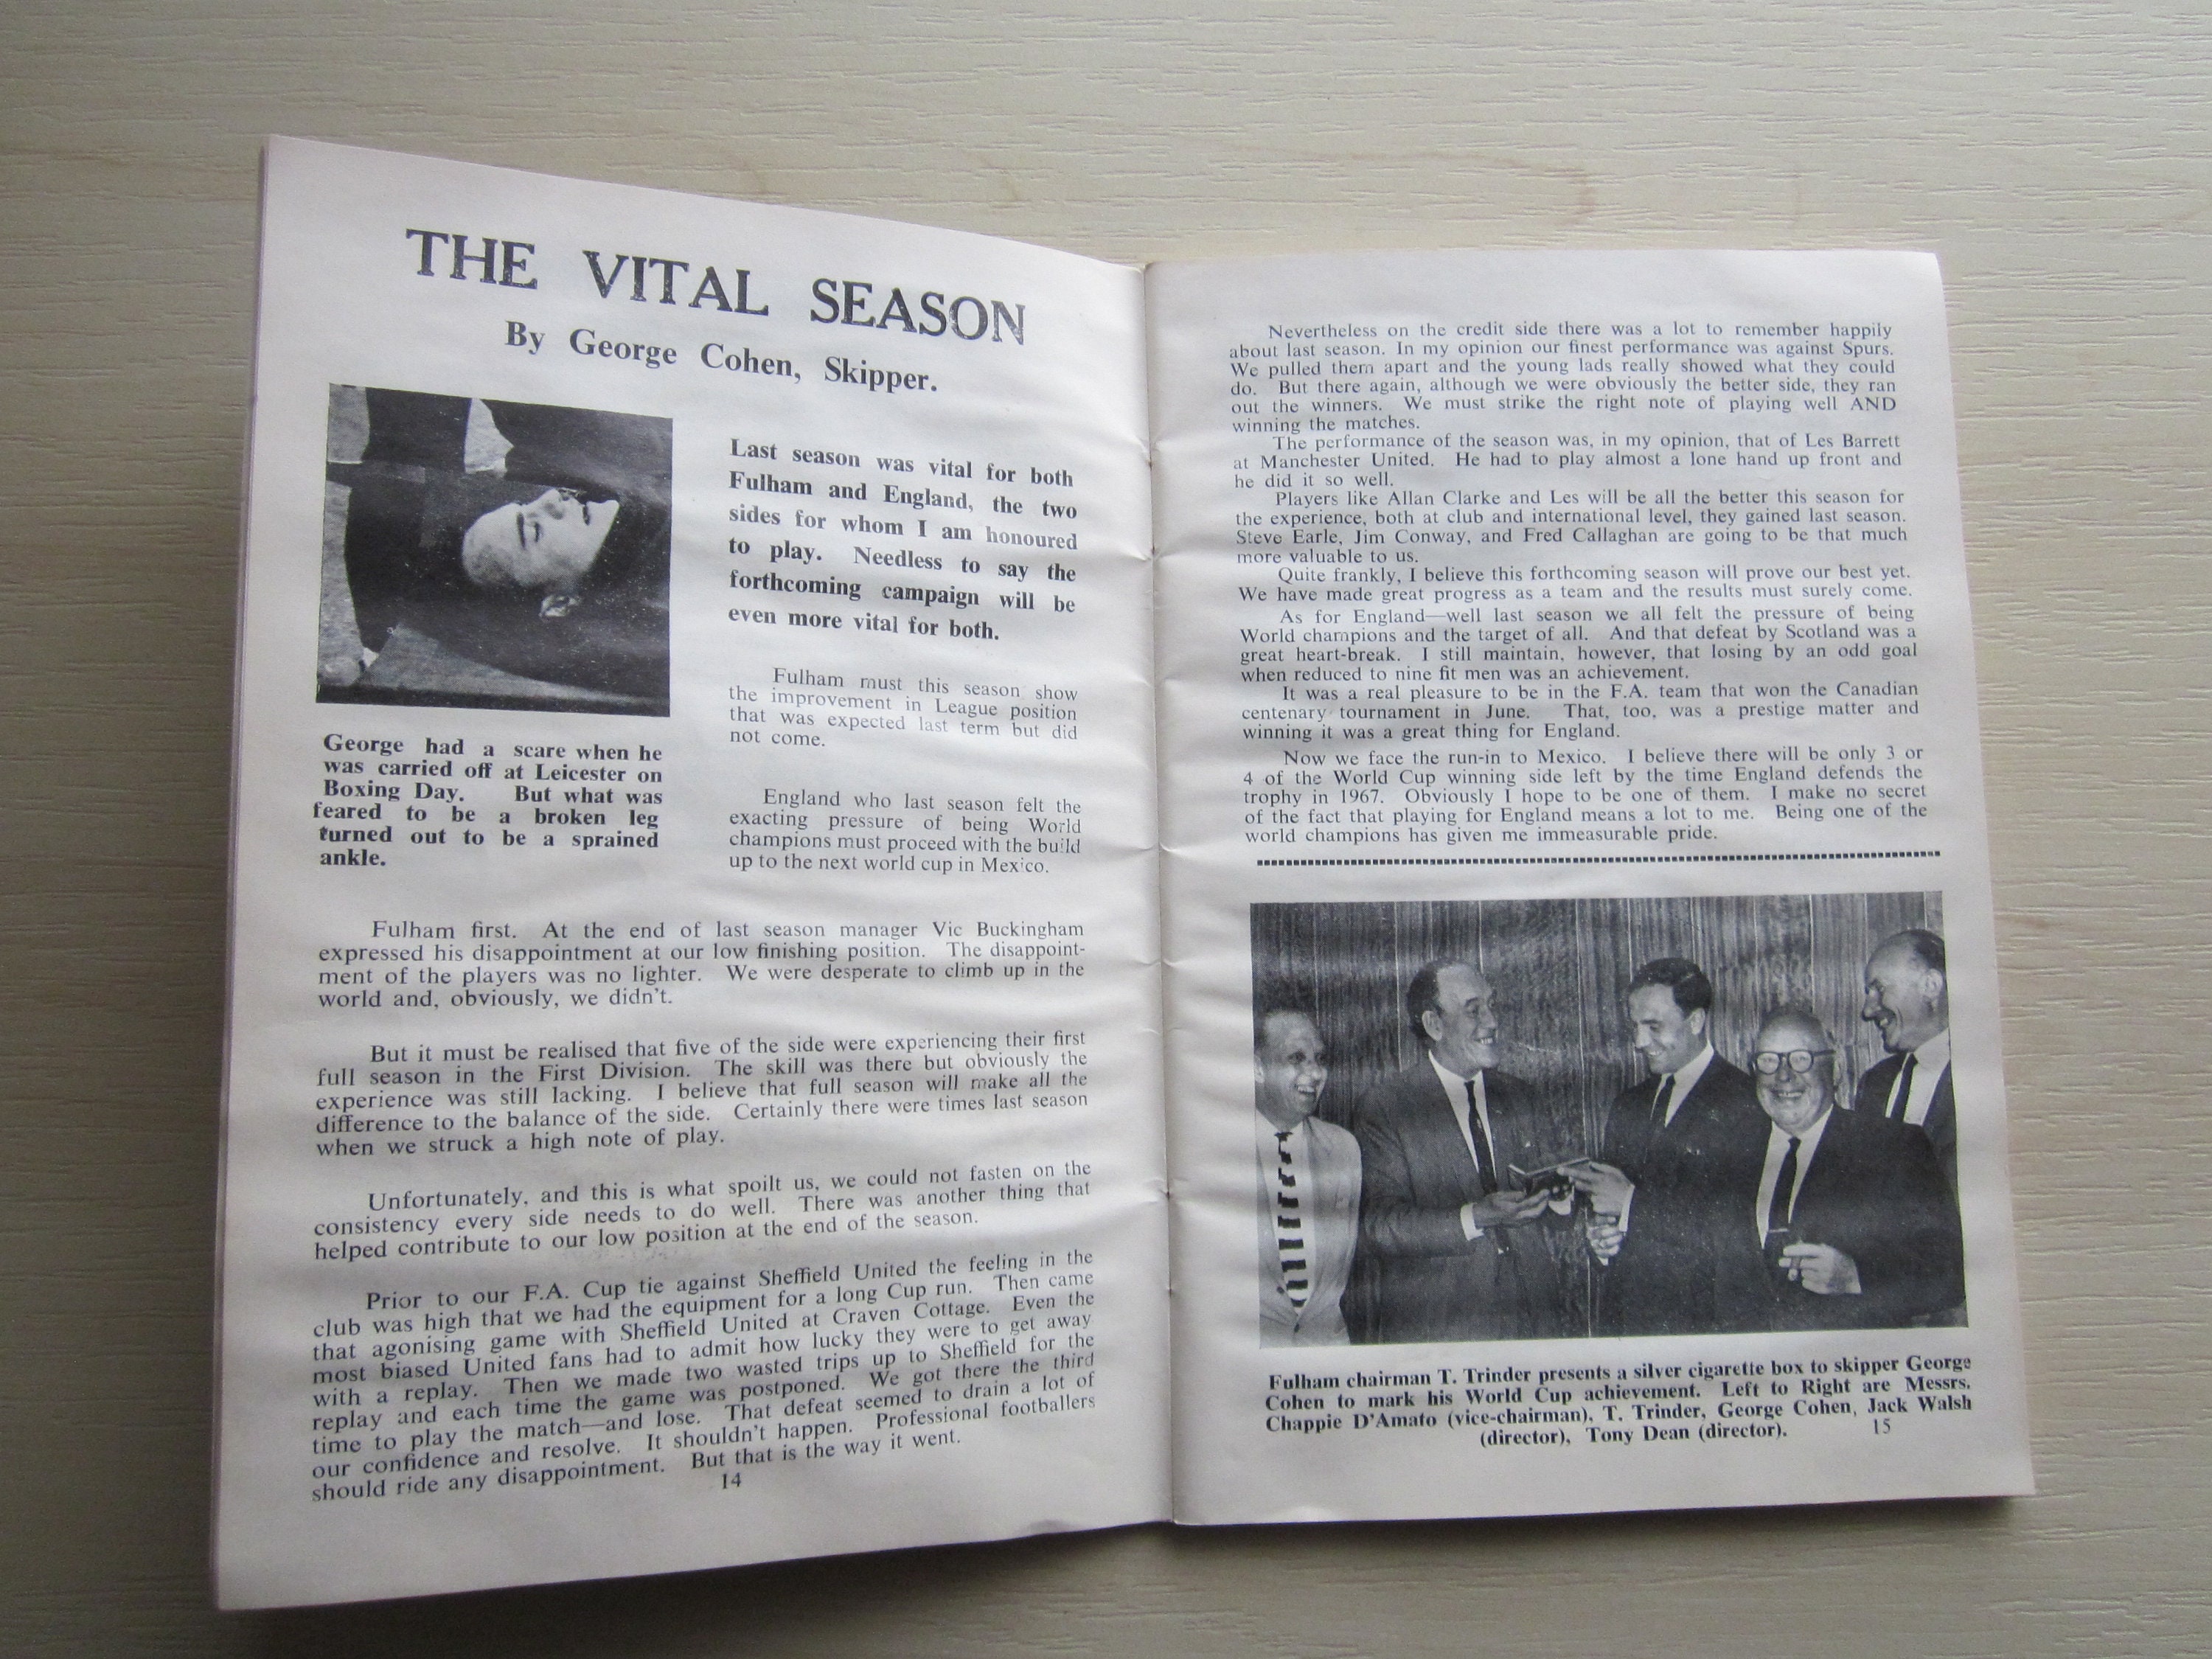 THE VITAL SEASON
By George Cohen, Skipper.
George had a scare when he
was carried off at Leicester on
Boxing Day. But what was
feared to be a broken leg
turned out to be a sprained
ankle.
Last season was vital for both
Fulham and England, the two
sides for whom I am honoured
to play. Needless to say the
forthcoming campaign will be
even more vital for both.
Fulham must this season show
the improvement in League position
that was expected last term but did
not come.
England who last season felt the
exacting pressure of being World
champions must proceed with the build
up to the next world cup in Mexico.
Fulham first. At the end of last season manager Vic Buckingham
expressed his disappointment at our low finishing position. The disappoint-
ment of the players was no lighter. We were desperate to climb up in the
world and, obviously, we didn't.
But it must be realised that five of the side were experiencing their first
full season in the First Division. The skill was there but obviously the
experience was still lacking. I believe that full season will make all the
difference to the balance of the side. Certainly there were times last season
when we struck a high note of play.
Unfortunately, and this is what spoilt us, we could not fasten on the
consistency every side needs to do well. There was another thing that
helped contribute to our low position at the end of the season.
Prior to our F.A. Cup tie against Sheffield United the feeling in the
club was high that we had the equipment for a long Cup run. Then came
that agonising game with Sheffield United at Craven Cottage. Even the
most biased United fans had to admit how lucky they were to get away
with a replay. Then we made two wasted trips up to Sheffield for the
replay and each time the game was postponed. We got there the third
time to play the match—and lose. That defeat seemed to drain a lot of
our confidence and resolve. It shouldn't happen. Professional footballers
should ride any disappointment. But that is the way it went.
14
Nevertheless on the credit side there was a lot to remember happily
about last season. In my opinion our finest performance was against Spurs.
We pulled them apart and the young lads really showed what they could
do. But there again, although we were obviously the better side, they ran
out the winners. We must strike the right note of playing well AND
winning the matches.
The performance of the season was, in my opinion, that of Les Barrett
at Manchester United. He had to play almost a lone hand up front and
he did it so well.
Players like Allan Clarke and Les will be all the better this season for
the experience, both at club and international level, they gained last season.
Steve Earle, Jim Conway, and Fred Callaghan are going to be that much
more valuable to us.
Quite frankly, I believe this forthcoming season will prove our best yet.
We have made great progress as a team and the results must surely come.
As for England—well last season we all felt the pressure of being
World champions and the target of all. And that defeat by Scotland was a
great heart-break. I still maintain, however, that losing by an odd goal
when reduced to nine fit men was an achievement.
It was a real pleasure to be in the F.A. team that won the Canadian
centenary tournament in June. That, too, was a prestige matter and
winning it was a great thing for England.
Now we face the run-in to Mexico. I believe there will be only 3 or
4 of the World Cup winning side left by the time England defends the
trophy in 1967. Obviously I hope to be one of them. I make no secret
of the fact that playing for England means a lot to me. Being one of the
world champions has given me immeasurable pride.
Fulham chairman T. Trinder presents a silver cigarette box to skipper George
Cohen to mark his World Cup achievement. Left to Right are Messrs.
Chappie D'Amato (vice-chairman), T. Trinder, George Cohen, Jack Walsh
(director), Tony Dean (director).
15